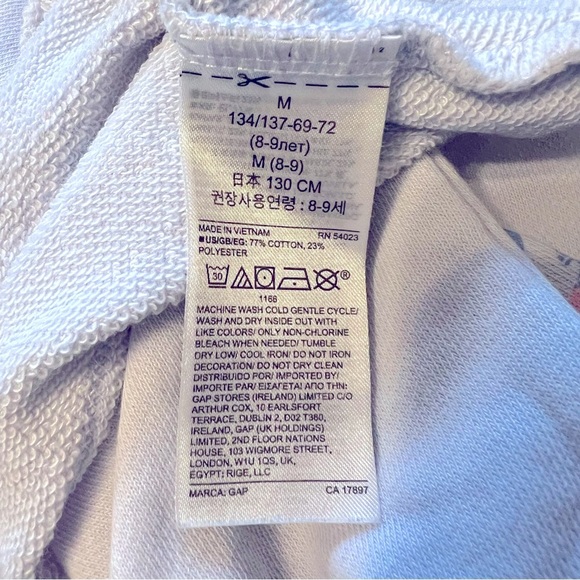 M
134/137-69-72
(8-9лет)
M (8-9)
日本 130 CM
권장사용연령 : 8-9세
MADE IN VIETNAM RN 54023
■ US/GB/EG: 77% COTTON, 23%
POLYESTER
30
®
1166
MACHINE WASH COLD GENTLE CYCLE/
WASH AND DRY INSIDE OUT WITH
LIKE COLORS/ ONLY NON-CHLORINE
BLEACH WHEN NEEDED/ TUMBLE
DRY LOW/ COOL IRON/ DO NOT IRON
DECORATION/ DO NOT DRY CLEAN
DISTRIBUIDO POR/ IMPORTED BY/
IMPORTE PAR/ ΕΙΣΑΓΕΤΑΙ ΑΠΟ ΤΗΝ:
GAP STORES (IRELAND) LIMITED C/O
ARTHUR COX, 10 EARLSFORT
TERRACE, DUBLIN 2, D02 T380,
IRELAND, GAP (UK HOLDINGS)
LIMITED, 2ND FLOOR NATIONS
HOUSE, 103 WIGMORE STREET,
LONDON, W1U 1QS, UK,
EGYPT: RIGE, LLC
MARCA: GAP CA 17897